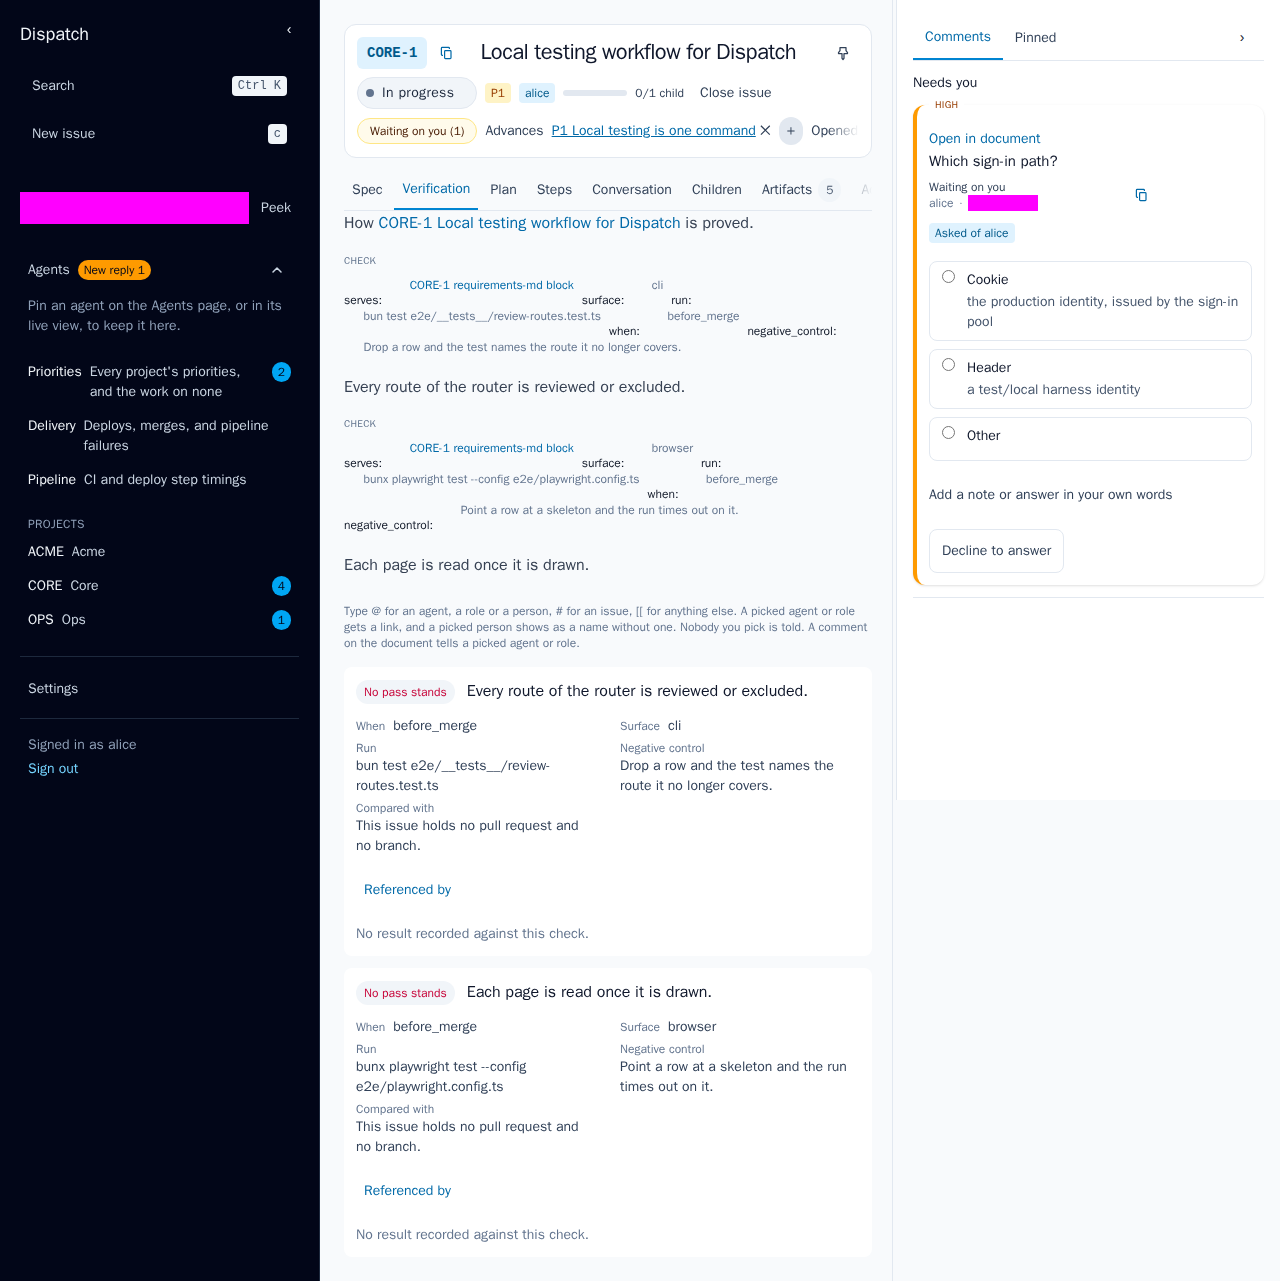 Dispatch
Search
Ctrl K
New issue
C
Peek
Agents
New reply 1
Pin an agent on the Agents page, or in its
live view, to keep it here.
Priorities
Every project's priorities,
and the work on none
2
Delivery
Deploys, merges, and pipeline
failures
Pipeline
CI and deploy step timings
PROJECTS
ACME Acme
CORE Core
4
OPS Ops
1
Settings
Signed in as alice
Sign out
CORE-1
Local testing workflow for Dispatch
In progress
P1
alice
0/1 child
Close issue
Waiting on you (1)
Advances
P1 Local testing is one command
+
Opened
Spec
Verification
Plan
Steps
Conversation
Children
Artifacts
5
How CORE-1 Local testing workflow for Dispatch is proved.
CHECK
CORE-1 requirements-md block
cli
serves:
surface:
run:
bun test e2e/__tests__/review-routes.test.ts
before_merge
when:
negative_control:
Drop a row and the test names the route it no longer covers.
Every route of the router is reviewed or excluded.
CHECK
CORE-1 requirements-md block
browser
serves:
surface:
run:
bunx playwright test --config e2e/playwright.config.ts
before_merge
when:
Point a row at a skeleton and the run times out on it.
negative_control:
Each page is read once it is drawn.
Type @ for an agent, a role or a person, # for an issue, [[ for anything else. A picked agent or role
gets a link, and a picked person shows as a name without one. Nobody you pick is told. A comment
on the document tells a picked agent or role.
No pass stands
Every route of the router is reviewed or excluded.
When before_merge
Surface cli
Run
bun test e2e/__tests__/review-
routes.test.ts
Negative control
Drop a row and the test names the
route it no longer covers.
Compared with
This issue holds no pull request and
no branch.
Referenced by
No result recorded against this check.
No pass stands
Each page is read once it is drawn.
When before_merge
Surface browser
Run
bunx playwright test --config
e2e/playwright.config.ts
Negative control
Point a row at a skeleton and the run
times out on it.
Compared with
This issue holds no pull request and
no branch.
Referenced by
No result recorded against this check.
Comments
Pinned
Needs you
HIGH
Open in document
Which sign-in path?
Waiting on you
alice ·
Asked of alice
Cookie
the production identity, issued by the sign-in
pool
Header
a test/local harness identity
Other
Add a note or answer in your own words
Decline to answer